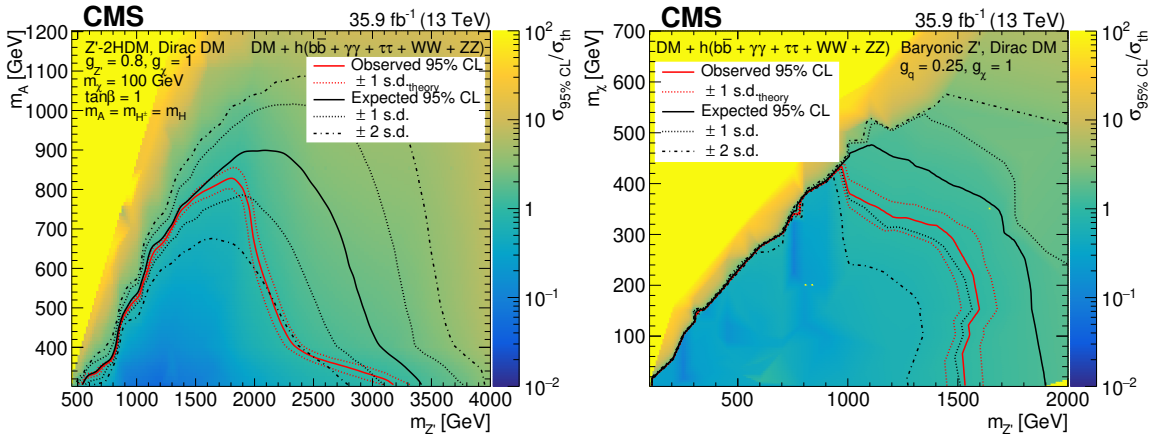 CMS
35.9 fb⁻¹ (13 TeV)
m_A [GeV]
1200
1100
1000
900
800
700
600
500
400
Z'-2HDM, Dirac DM
g_Z' = 0.8, g_χ = 1
m_χ = 100 GeV
tanβ = 1
m_A = m_H± = m_H
DM + h(bb̄ + γγ + ττ + WW + ZZ)
Observed 95% CL
± 1 s.d._theory
Expected 95% CL
± 1 s.d.
± 2 s.d.
500 1000 1500 2000 2500 3000 3500 4000
m_Z' [GeV]
10²
10
1
10⁻¹
10⁻²
σ_95% CL/σ_th
CMS
35.9 fb⁻¹ (13 TeV)
m_χ [GeV]
700
600
500
400
300
200
100
DM + h(bb̄ + γγ + ττ + WW + ZZ)
Baryonic Z', Dirac DM
g_q = 0.25, g_χ = 1
Observed 95% CL
± 1 s.d._theory
Expected 95% CL
± 1 s.d.
± 2 s.d.
500 1000 1500 2000
m_Z' [GeV]
10²
10
1
10⁻¹
10⁻²
σ_95% CL/σ_th